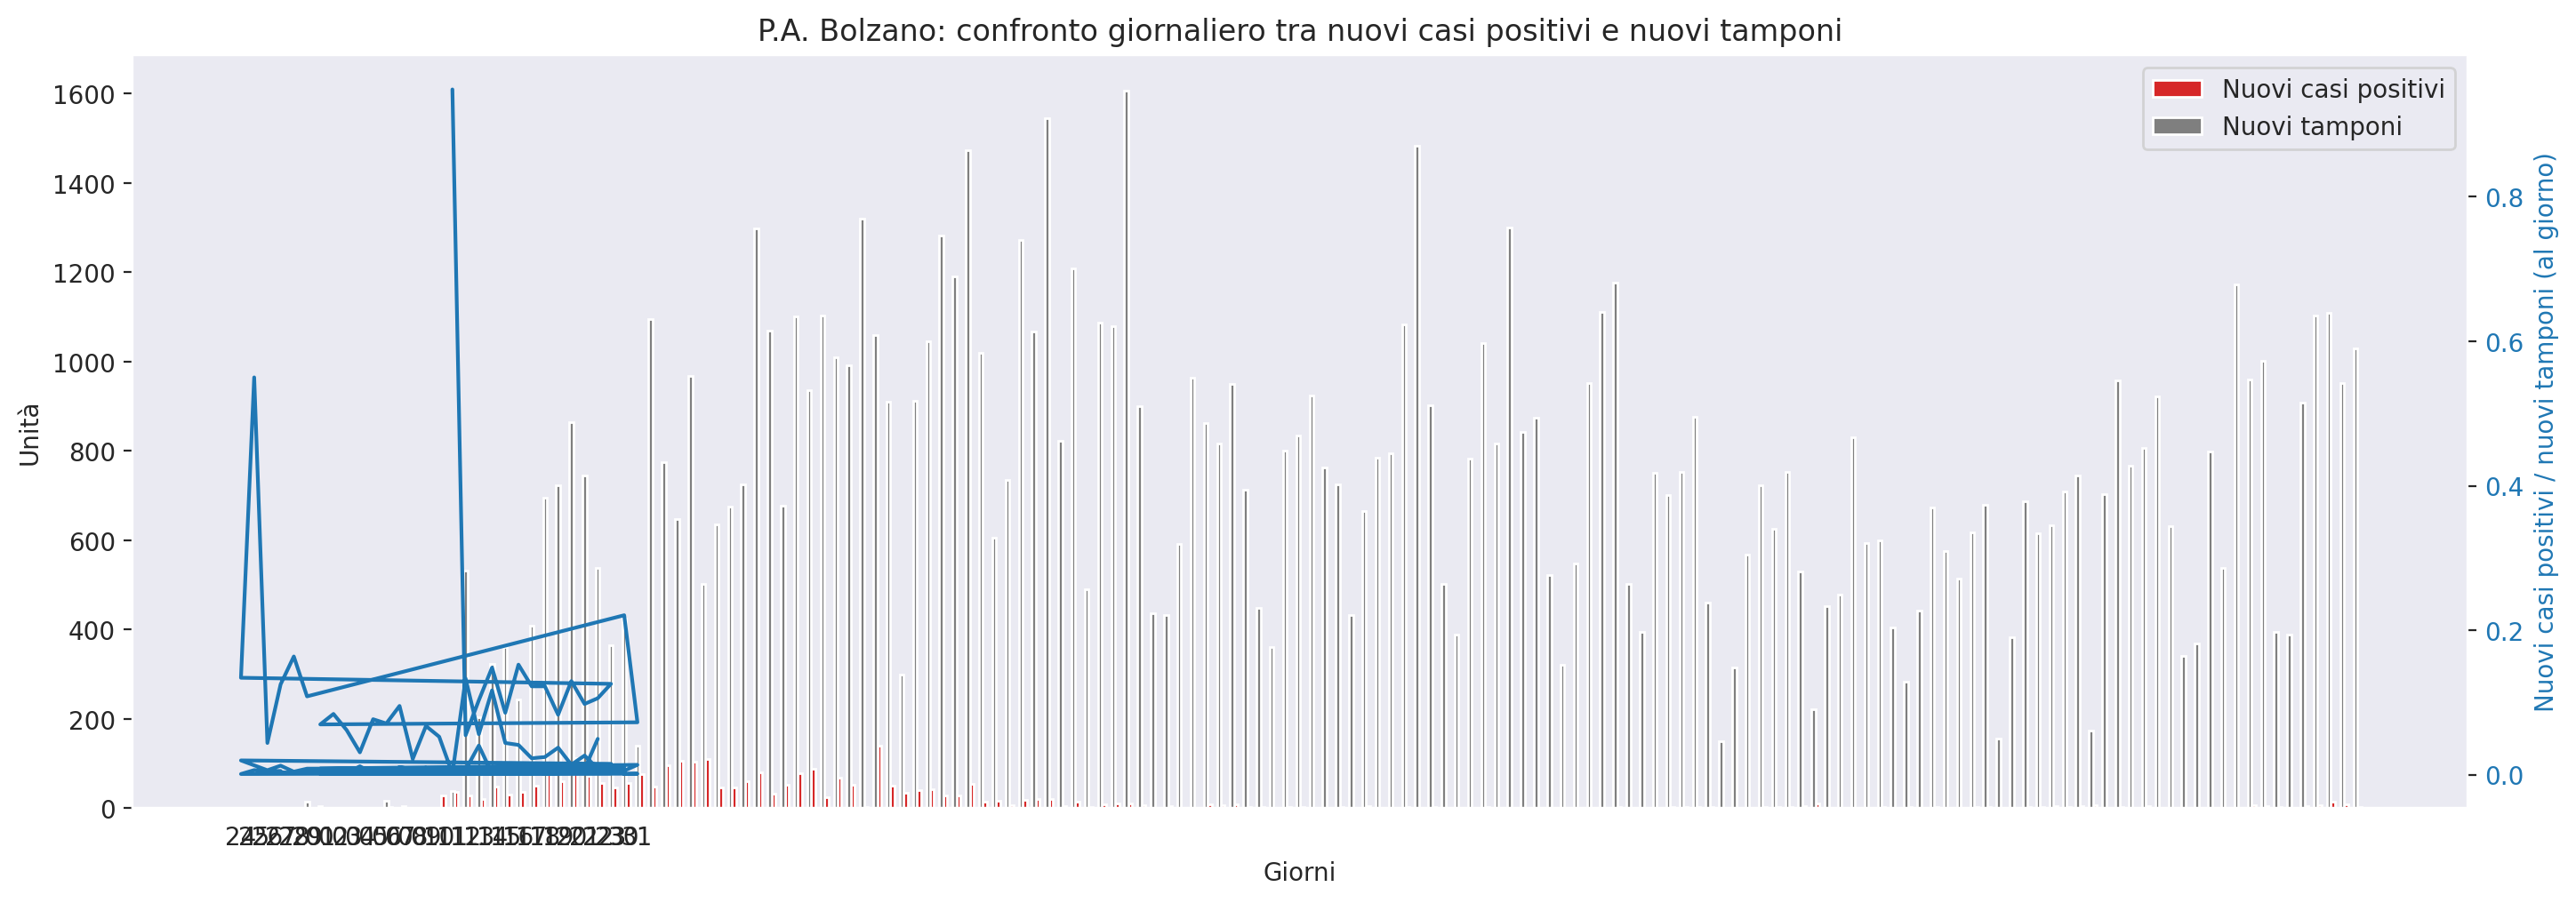 P.A. Bolzano: confronto giornaliero tra nuovi casi positivi e nuovi tamponi
Nuovi casi positivi
Nuovi tamponi
1600
1400
1200
1000
800
600
400
200
0
Unità
0.8
0.6
0.4
0.2
0.0
Nuovi casi positivi / nuovi tamponi (al giorno)
Giorni